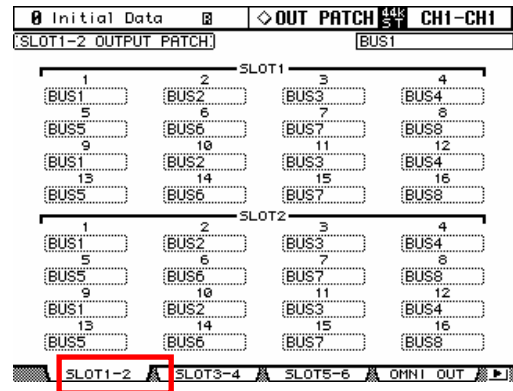 0 Initial Data R ◇OUT PATCH 44k ST CH1-CH1
SLOT1-2 OUTPUT PATCH BUS1
SLOT1
1 2 3 4
BUS1 BUS2 BUS3 BUS4
5 6 7 8
BUS5 BUS6 BUS7 BUS8
9 10 11 12
BUS1 BUS2 BUS3 BUS4
13 14 15 16
BUS5 BUS6 BUS7 BUS8
SLOT2
1 2 3 4
BUS1 BUS2 BUS3 BUS4
5 6 7 8
BUS5 BUS6 BUS7 BUS8
9 10 11 12
BUS1 BUS2 BUS3 BUS4
13 14 15 16
BUS5 BUS6 BUS7 BUS8
SLOT1-2 SLOT3-4 SLOT5-6 OMNI OUT